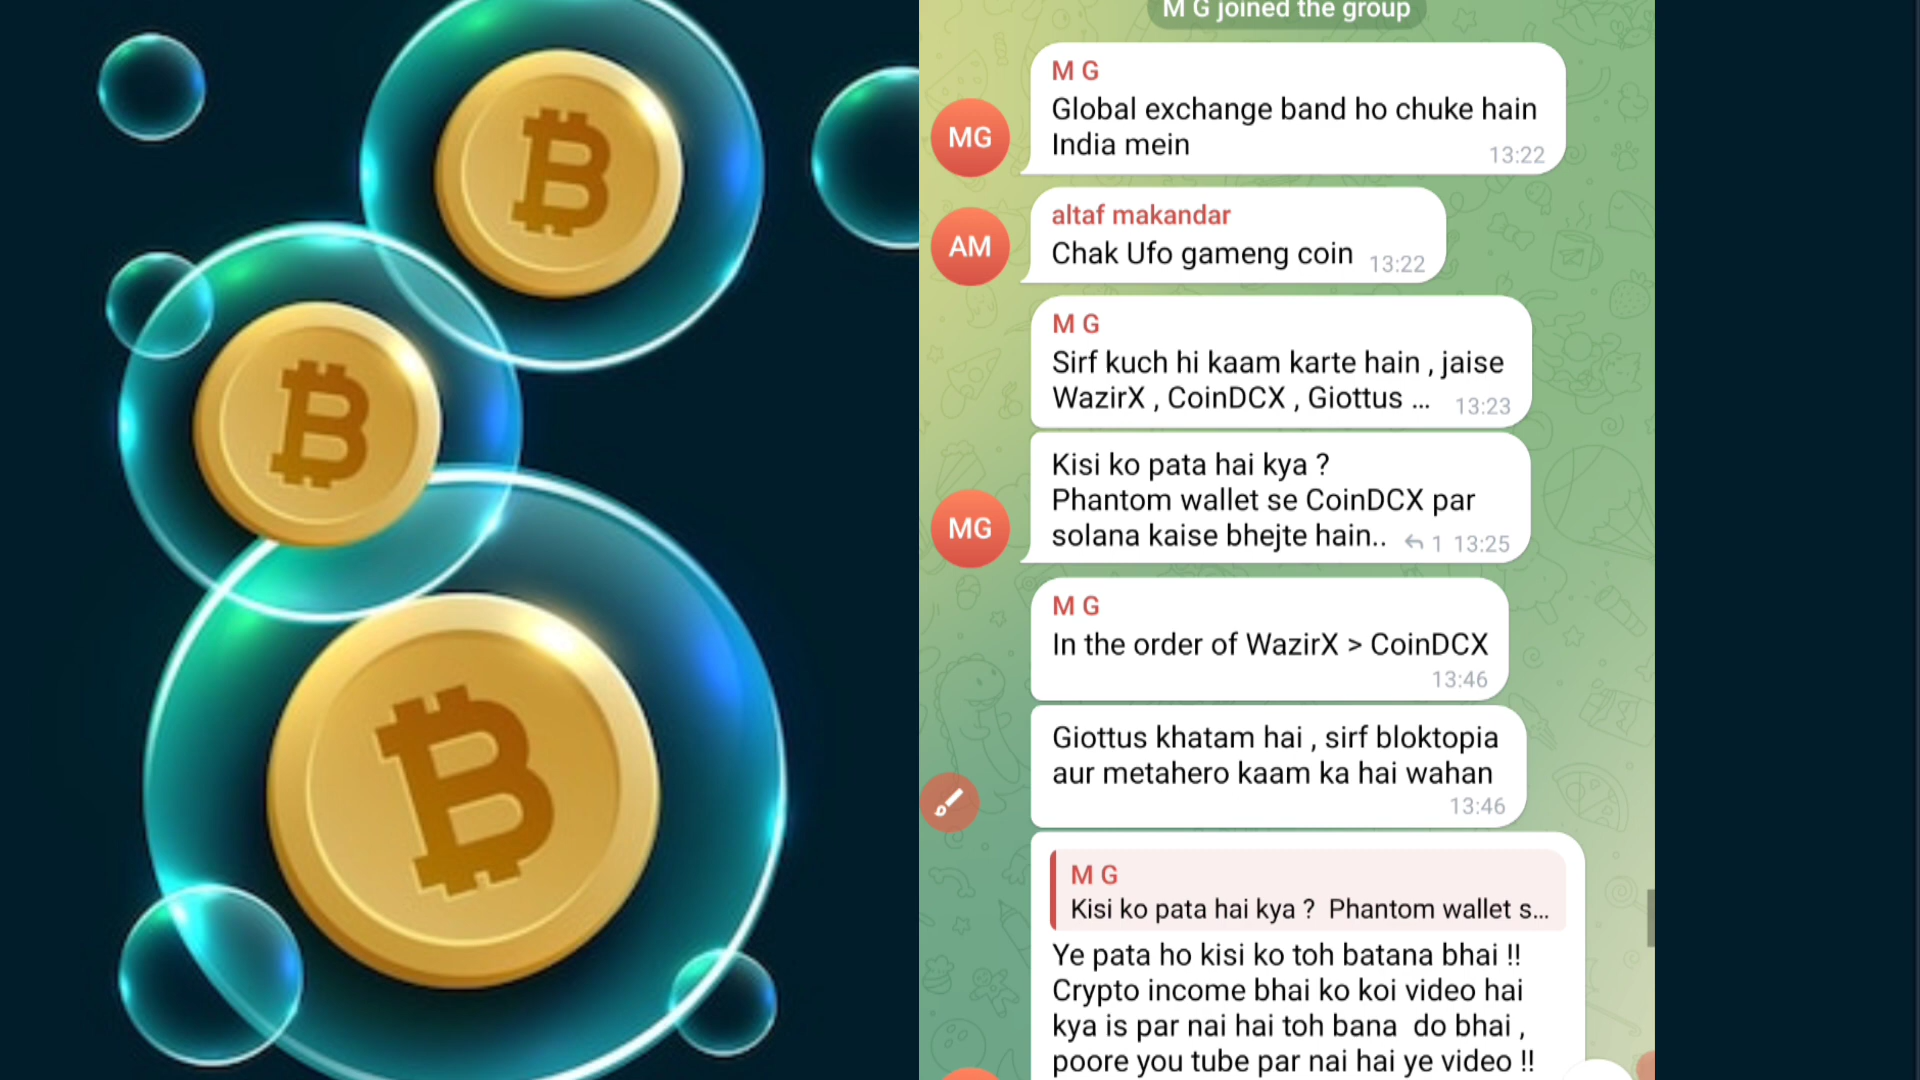 M G joined the group
M G
Global exchange band ho chuke hain
India mein
13:22
MG
altaf makandar
Chak Ufo gameng coin 13:22
AM
M G
Sirf kuch hi kaam karte hain , jaise
WazirX , CoinDCX , Giottus ... 13:23
Kisi ko pata hai kya ?
Phantom wallet se CoinDCX par
solana kaise bhejte hain.. 1 13:25
MG
M G
In the order of WazirX > CoinDCX
13:46
Giottus khatam hai , sirf bloktopia
aur metahero kaam ka hai wahan
13:46
M G
Kisi ko pata hai kya ? Phantom wallet s...
Ye pata ho kisi ko toh batana bhai !!
Crypto income bhai ko koi video hai
kya is par nai hai toh bana do bhai ,
poore you tube par nai hai ye video !!